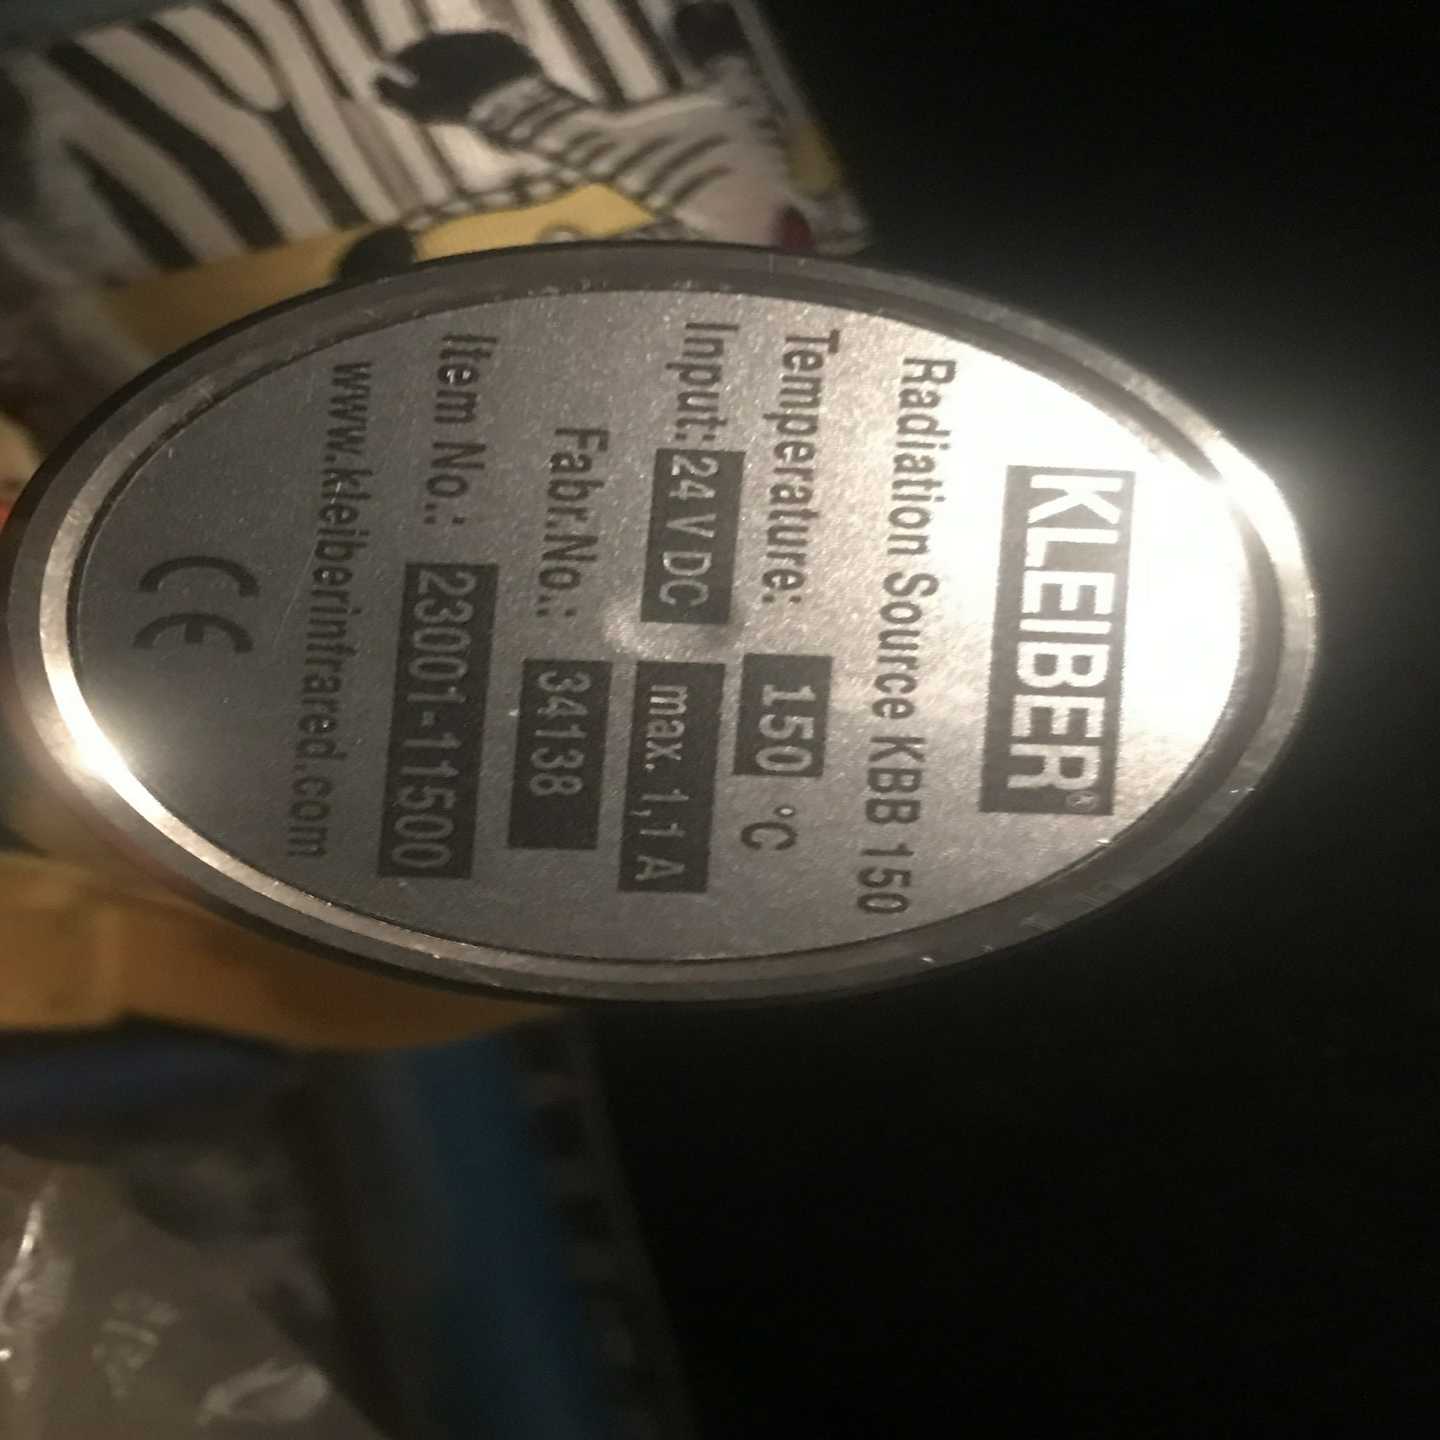 KLEIBER®
Radiation Source KBB 150
Temperature: 150 °C
Input: 24 V DC max. 1,1 A
Fabr.No.: 34138
Item No.: 23001-11500
www.kleiberinfrared.com
CE